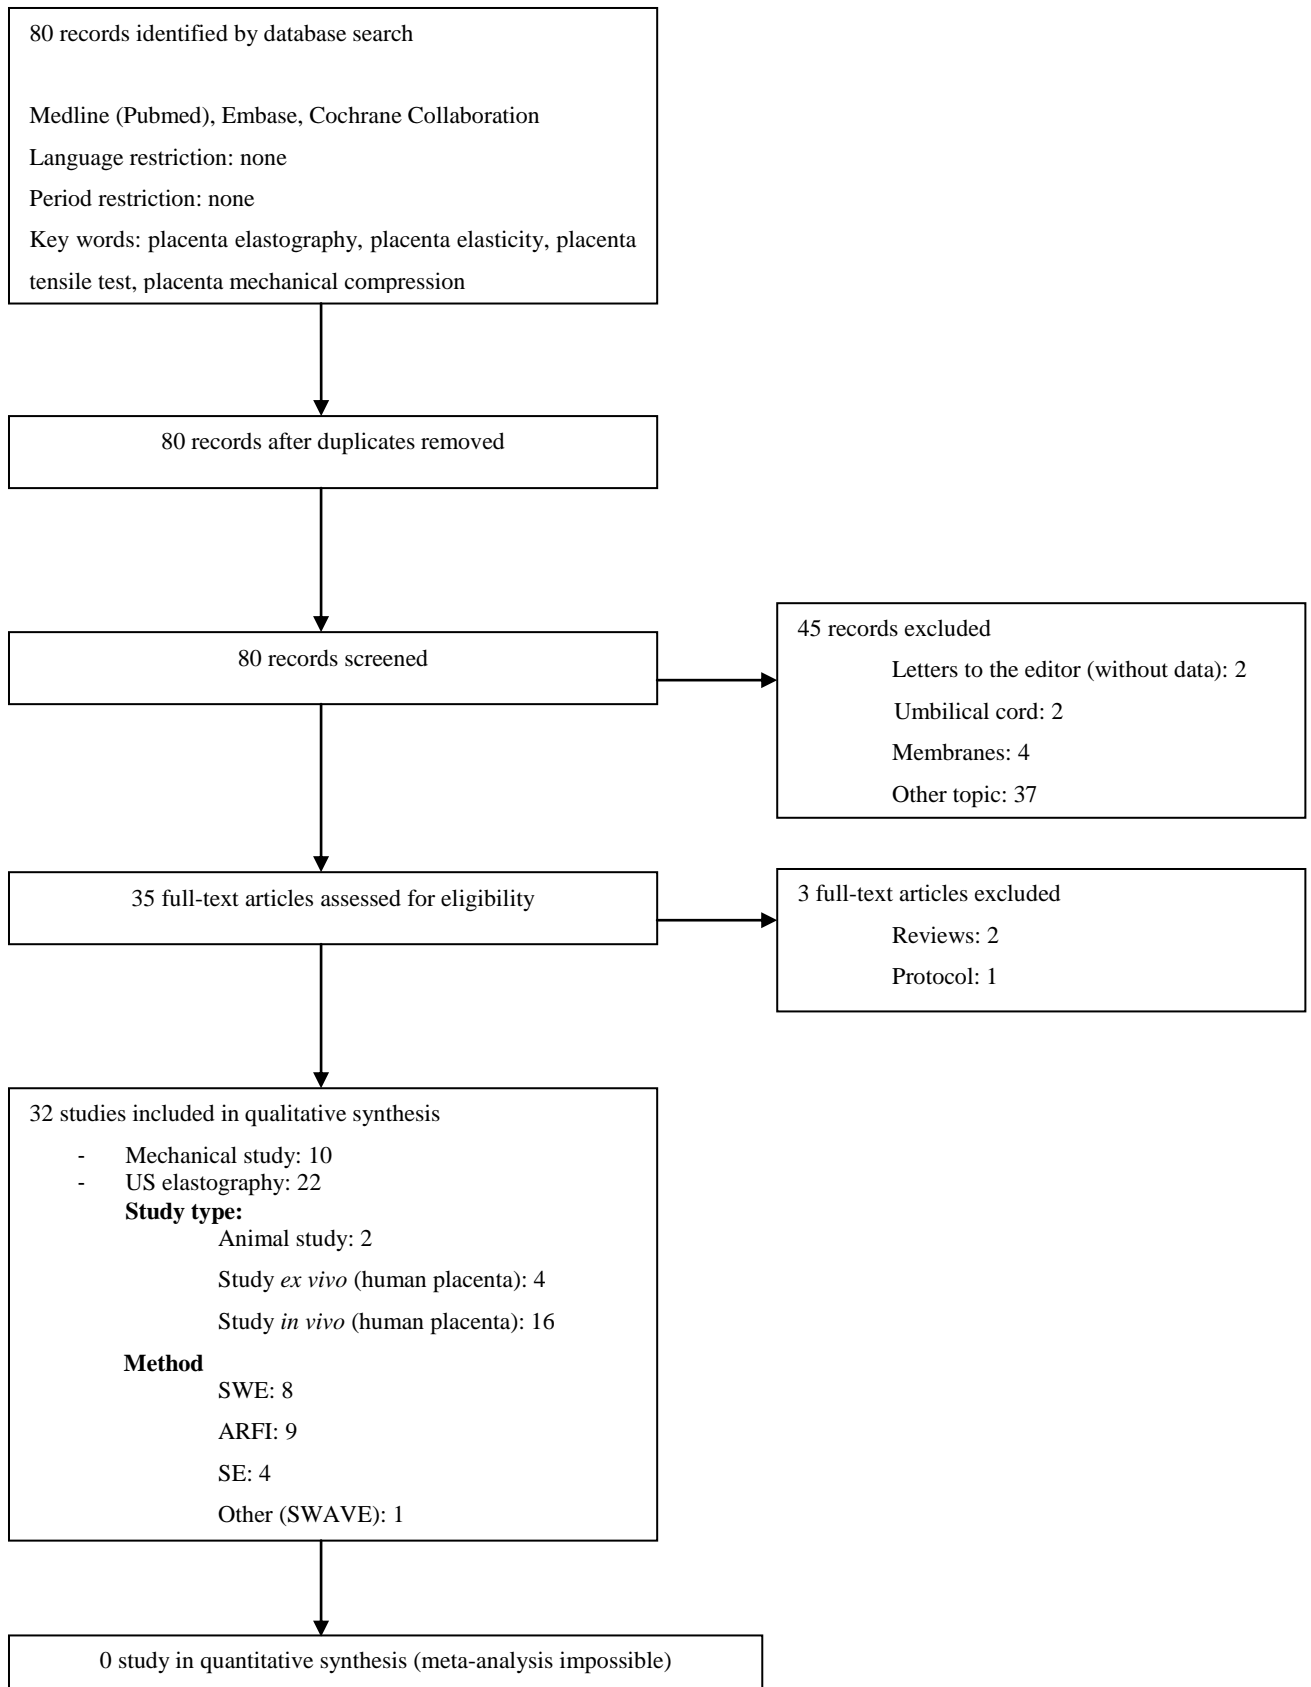 80 records identified by database search
Medline (Pubmed), Embase, Cochrane Collaboration
Language restriction: none
Period restriction: none
Key words: placenta elastography, placenta elasticity, placenta
tensile test, placenta mechanical compression
80 records after duplicates removed
80 records screened
45 records excluded
Letters to the editor (without data): 2
Umbilical cord: 2
Membranes: 4
Other topic: 37
35 full-text articles assessed for eligibility
3 full-text articles excluded
Reviews: 2
Protocol: 1
32 studies included in qualitative synthesis
- Mechanical study: 10
- US elastography: 22
Study type:
Animal study: 2
Study ex vivo (human placenta): 4
Study in vivo (human placenta): 16
Method
SWE: 8
ARFI: 9
SE: 4
Other (SWAVE): 1
0 study in quantitative synthesis (meta-analysis impossible)